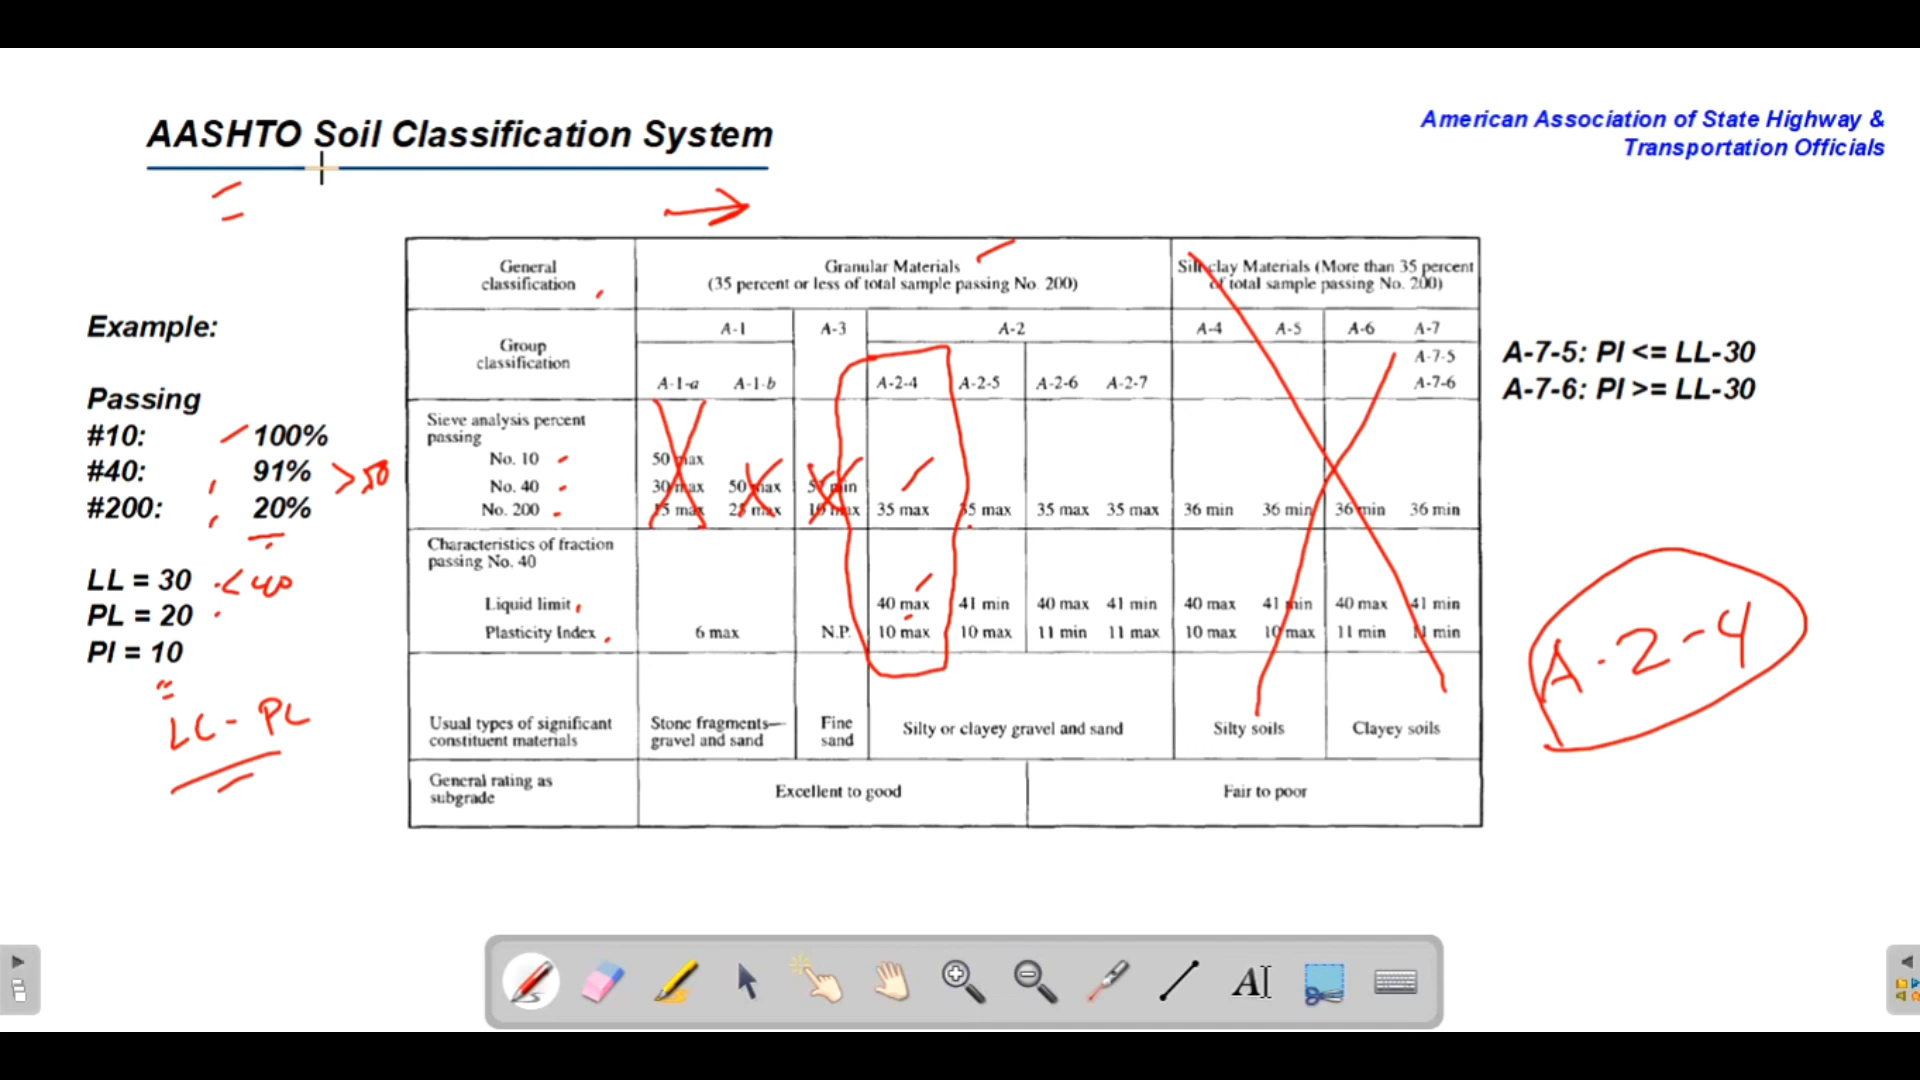 AASHTO Soil Classification System
American Association of State Highway &
Transportation Officials
Example:
Passing
#10: 100%
#40: 91% >50
#200: 20%
LL = 30 < 40
PL = 20
PI = 10
LL - PL
General classification
Granular Materials
(35 percent or less of total sample passing No. 200)
Silt-clay Materials (More than 35 percent
of total sample passing No. 200)
Group classification
A-1 A-3 A-2 A-4 A-5 A-6 A-7
A-7-5
A-1-a A-1-b A-2-4 A-2-5 A-2-6 A-2-7 A-7-6
Sieve analysis percent
passing
No. 10 50 max
No. 40 30 max 50 max 51 min
No. 200 15 max 25 max 10 max 35 max 35 max 35 max 35 max 36 min 36 min 36 min 36 min
Characteristics of fraction
passing No. 40
Liquid limit 40 max 41 min 40 max 41 min 40 max 41 min 40 max 41 min
Plasticity Index 6 max N.P. 10 max 10 max 11 min 11 max 10 max 10 max 11 min 11 min
Usual types of significant
constituent materials
Stone fragments—
gravel and sand
Fine
sand
Silty or clayey gravel and sand
Silty soils
Clayey soils
General rating as
subgrade
Excellent to good
Fair to poor
A-7-5: PI <= LL-30
A-7-6: PI >= LL-30
A-2-4
AI